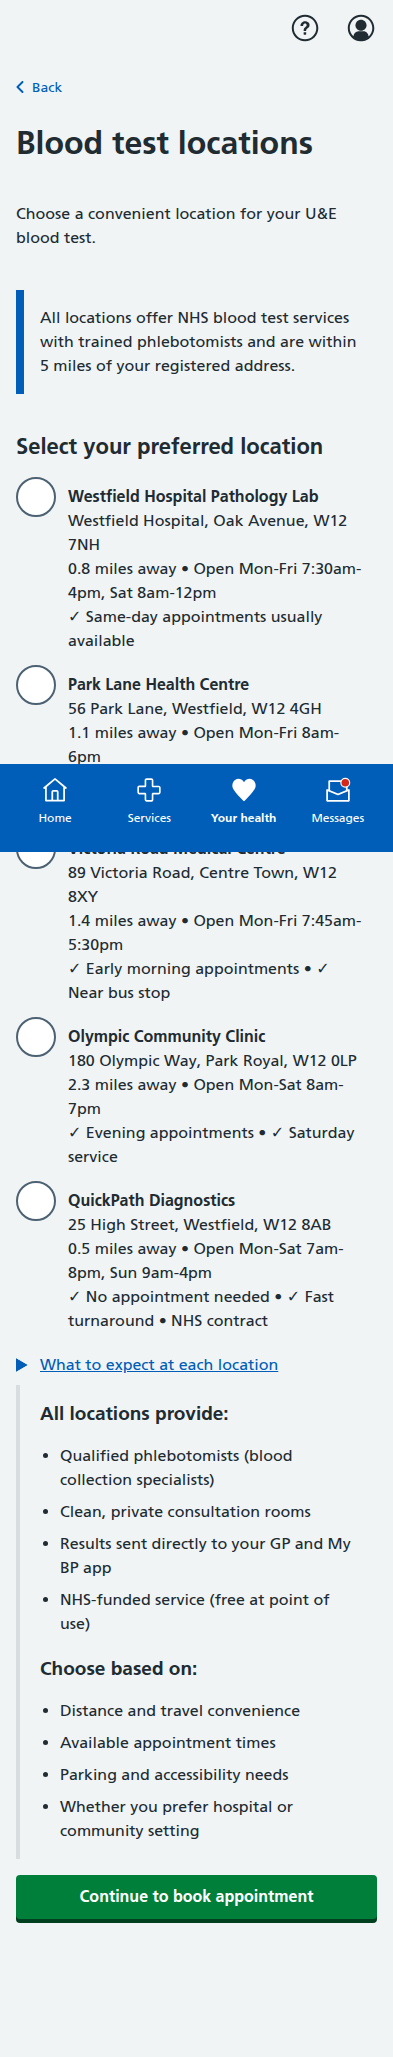 Back
Blood test locations
Choose a convenient location for your U&E
blood test.
All locations offer NHS blood test services
with trained phlebotomists and are within
5 miles of your registered address.
Select your preferred location
Westfield Hospital Pathology Lab
Westfield Hospital, Oak Avenue, W12
7NH
0.8 miles away • Open Mon-Fri 7:30am-
4pm, Sat 8am-12pm
✓ Same-day appointments usually
available
Park Lane Health Centre
56 Park Lane, Westfield, W12 4GH
1.1 miles away • Open Mon-Fri 8am-
6pm
Home
Services
Your health
Messages
Victoria Road Medical Centre
89 Victoria Road, Centre Town, W12
8XY
1.4 miles away • Open Mon-Fri 7:45am-
5:30pm
✓ Early morning appointments • ✓
Near bus stop
Olympic Community Clinic
180 Olympic Way, Park Royal, W12 0LP
2.3 miles away • Open Mon-Sat 8am-
7pm
✓ Evening appointments • ✓ Saturday
service
QuickPath Diagnostics
25 High Street, Westfield, W12 8AB
0.5 miles away • Open Mon-Sat 7am-
8pm, Sun 9am-4pm
✓ No appointment needed • ✓ Fast
turnaround • NHS contract
What to expect at each location
All locations provide:
• Qualified phlebotomists (blood
collection specialists)
• Clean, private consultation rooms
• Results sent directly to your GP and My
BP app
• NHS-funded service (free at point of
use)
Choose based on:
• Distance and travel convenience
• Available appointment times
• Parking and accessibility needs
• Whether you prefer hospital or
community setting
Continue to book appointment